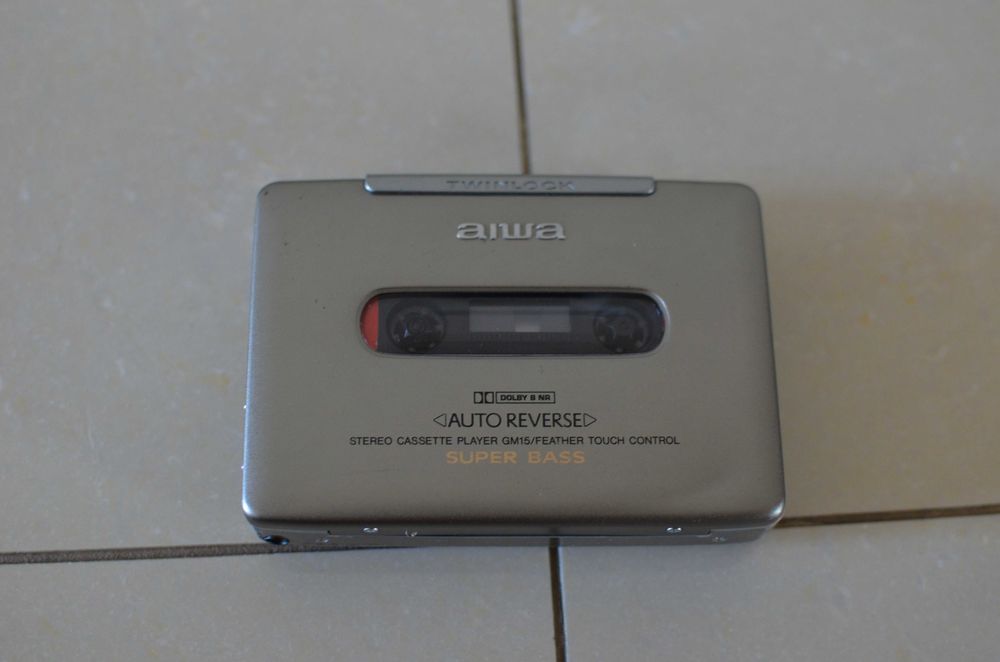 TWINLOCK
aiwa
DOLBY B NR
◁AUTO REVERSE▷
STEREO CASSETTE PLAYER GM15/FEATHER TOUCH CONTROL
SUPER BASS